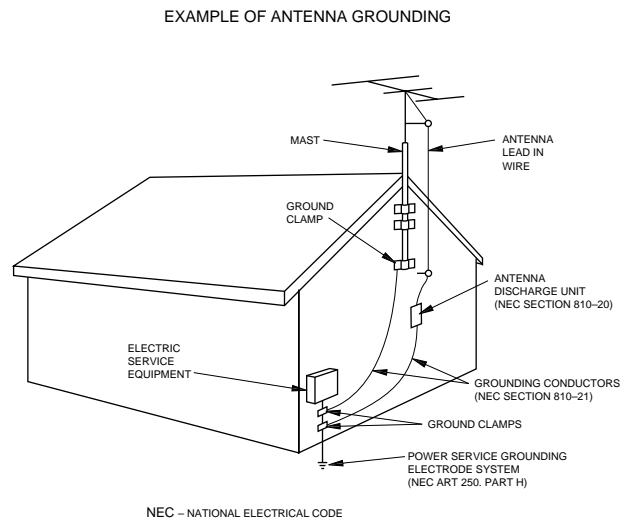 EXAMPLE OF ANTENNA GROUNDING
MAST
ANTENNA
LEAD IN
WIRE
GROUND
CLAMP
ANTENNA
DISCHARGE UNIT
(NEC SECTION 810–20)
ELECTRIC
SERVICE
EQUIPMENT
GROUNDING CONDUCTORS
(NEC SECTION 810–21)
GROUND CLAMPS
POWER SERVICE GROUNDING
ELECTRODE SYSTEM
(NEC ART 250. PART H)
NEC – NATIONAL ELECTRICAL CODE